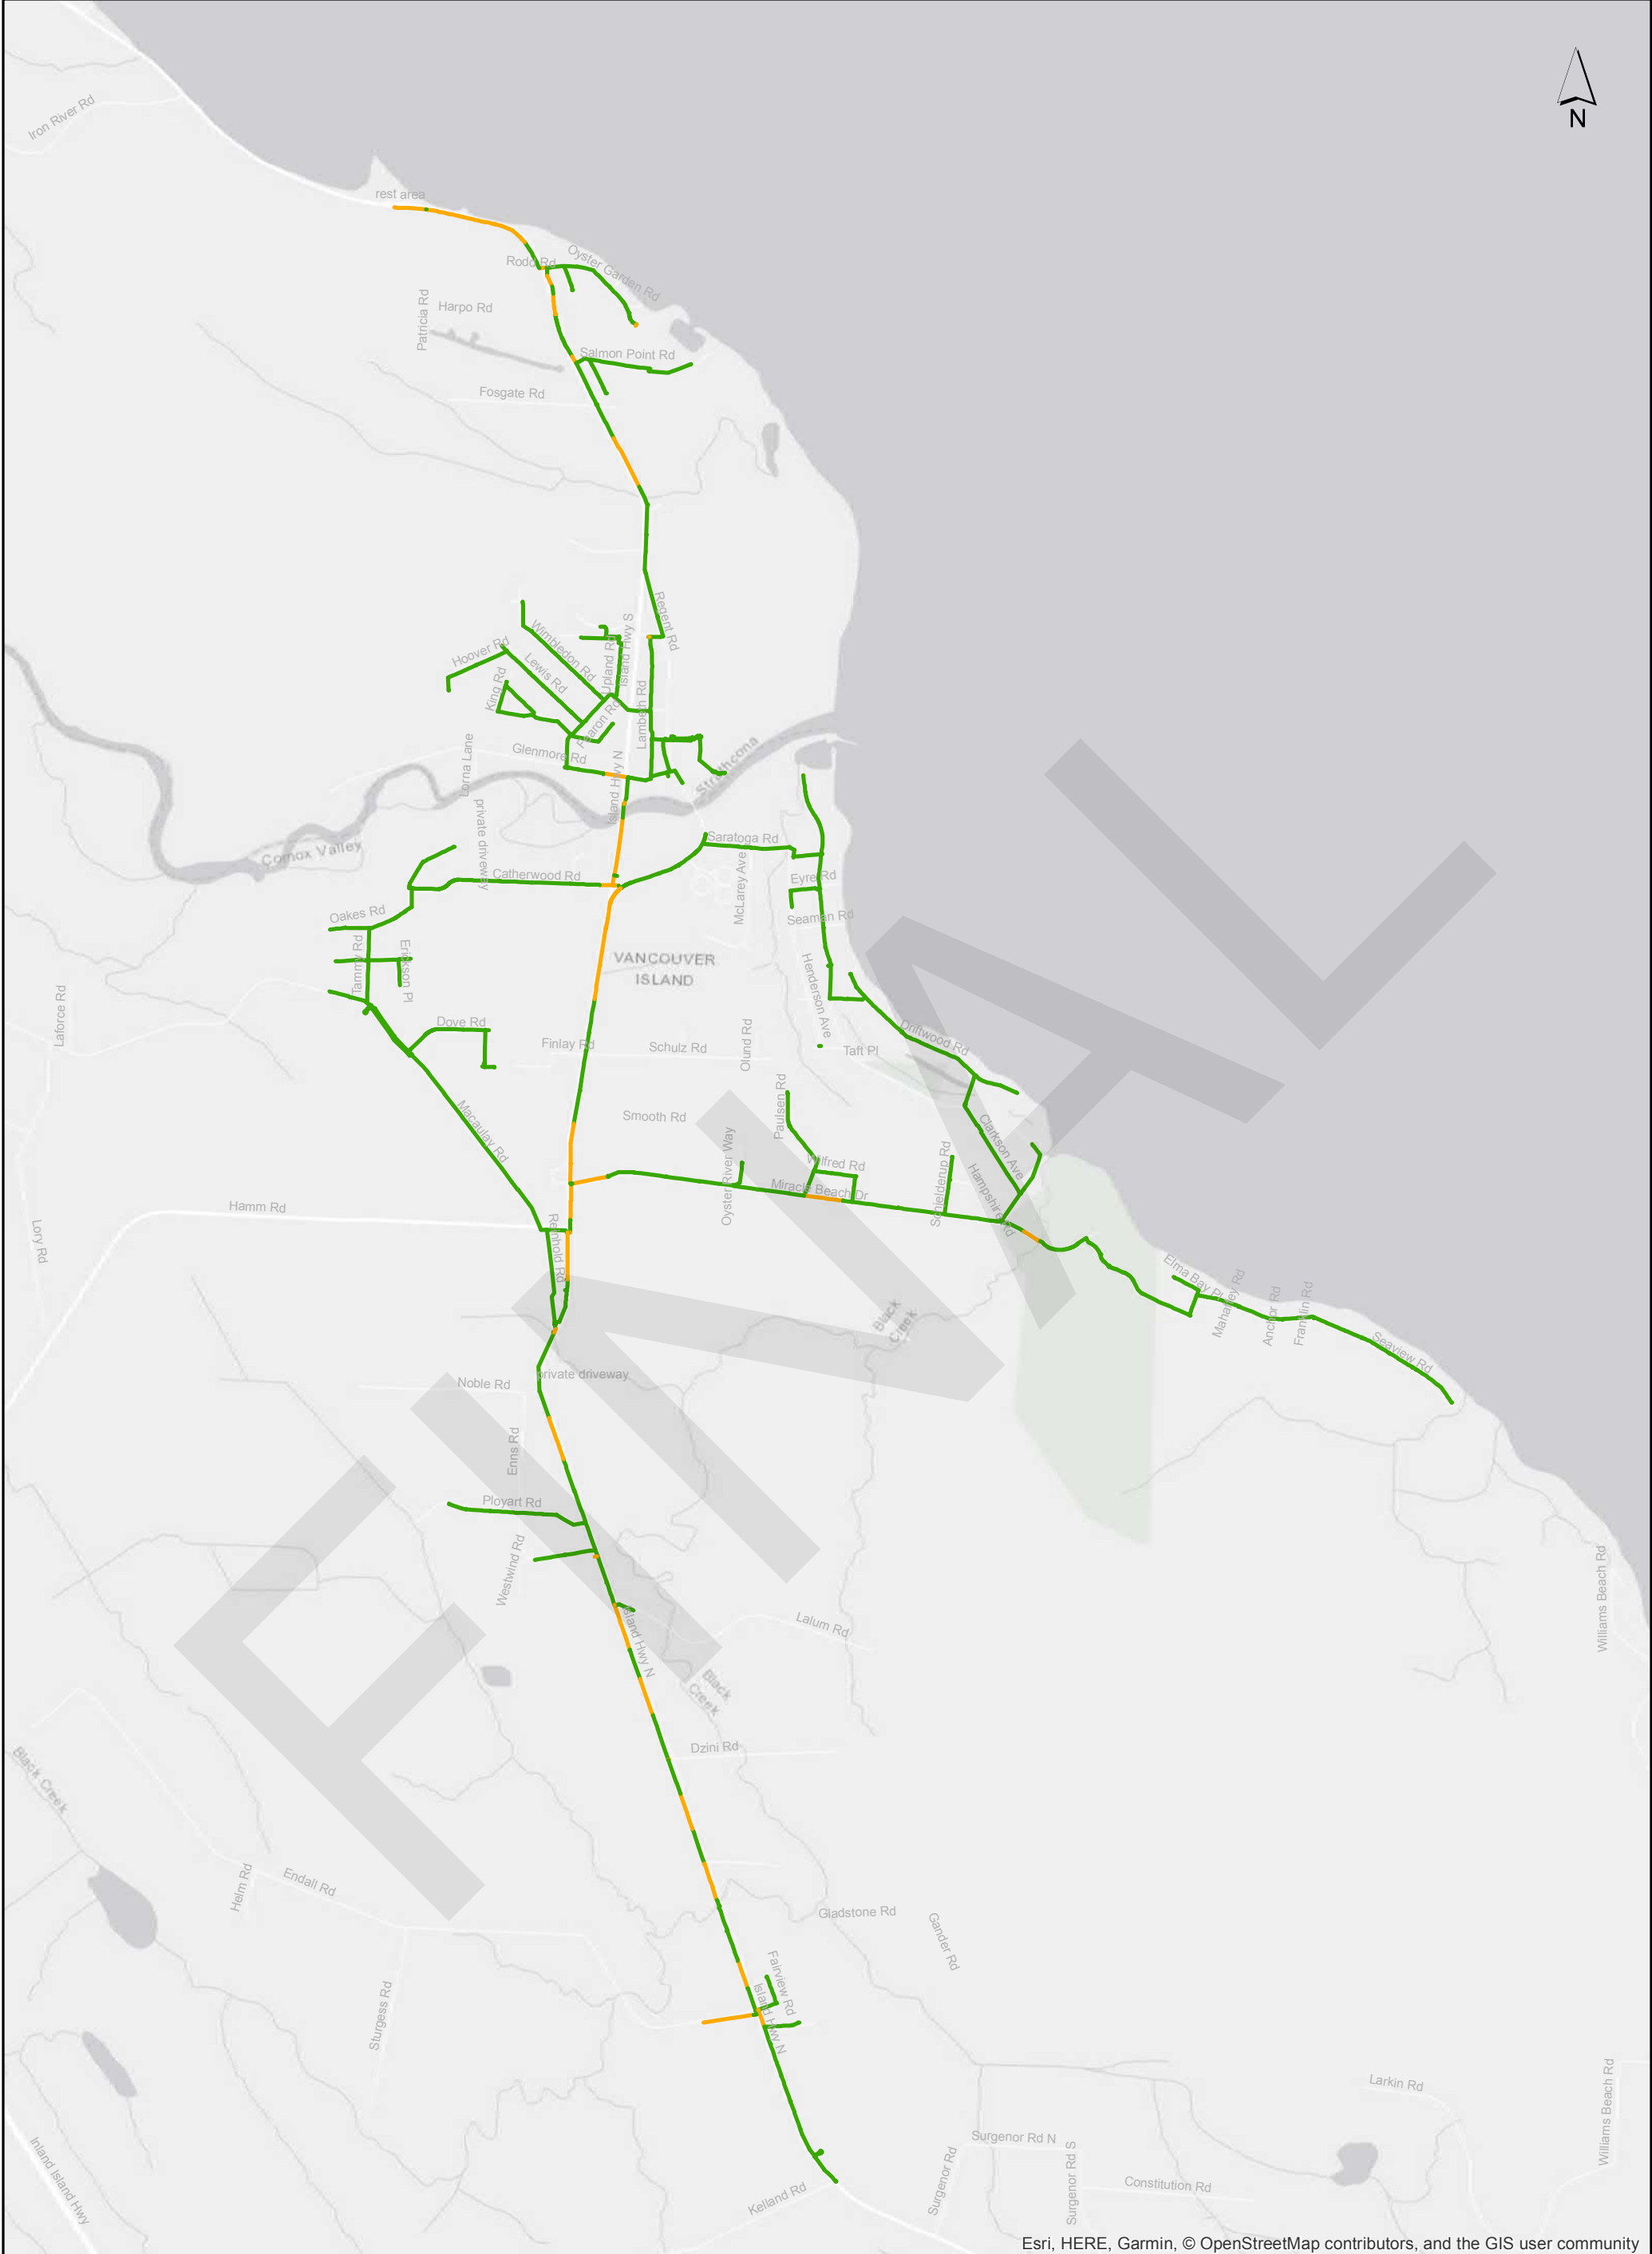 N
Iron River Rd
rest area
Rodd Rd
Oyster Garden Rd
Patricia Rd
Harpo Rd
Salmon Point Rd
Fosgate Rd
Regent Rd
Wimbledon Rd
Upland Rd
Island Hwy S
Hoover Rd
Lewis Rd
King Rd
Lambeth Rd
Glenmore Rd
Lorna Lane
Island Hwy N
Strathcona
private driveway
Comox Valley
Saratoga Rd
Catherwood Rd
McLarey Ave
Eyre Rd
Oakes Rd
Seaman Rd
Tammy Rd
Erickson Pl
VANCOUVER
ISLAND
Henderson Ave
Laforce Rd
Dove Rd
Finlay Rd
Schulz Rd
Olund Rd
Taft Pl
Driftwood Rd
Macaulay Rd
Smooth Rd
Paulsen Rd
Clarkson Ave
Oyster River Way
Wilfred Rd
Miracle Beach Dr
Schielderup Rd
Hampshire Rd
Hamm Rd
Lory Rd
Reinhold Rd
Elma Bay Pl
Mahaffey Rd
Anchor Rd
Franklin Rd
Seaview Rd
Black
Creek
private driveway
Noble Rd
Enns Rd
Ployart Rd
Westwind Rd
Island Hwy N
Lalum Rd
Williams Beach Rd
Black
Creek
Dzini Rd
Black Creek
Helm Rd
Endall Rd
Gladstone Rd
Gander Rd
Fairview Rd
Island Hwy N
Sturgess Rd
Larkin Rd
Williams Beach Rd
Inland Island Hwy
Surgenor Rd N
Surgenor Rd
Surgenor Rd S
Constitution Rd
Kelland Rd
FINAL
Esri, HERE, Garmin, © OpenStreetMap contributors, and the GIS user community